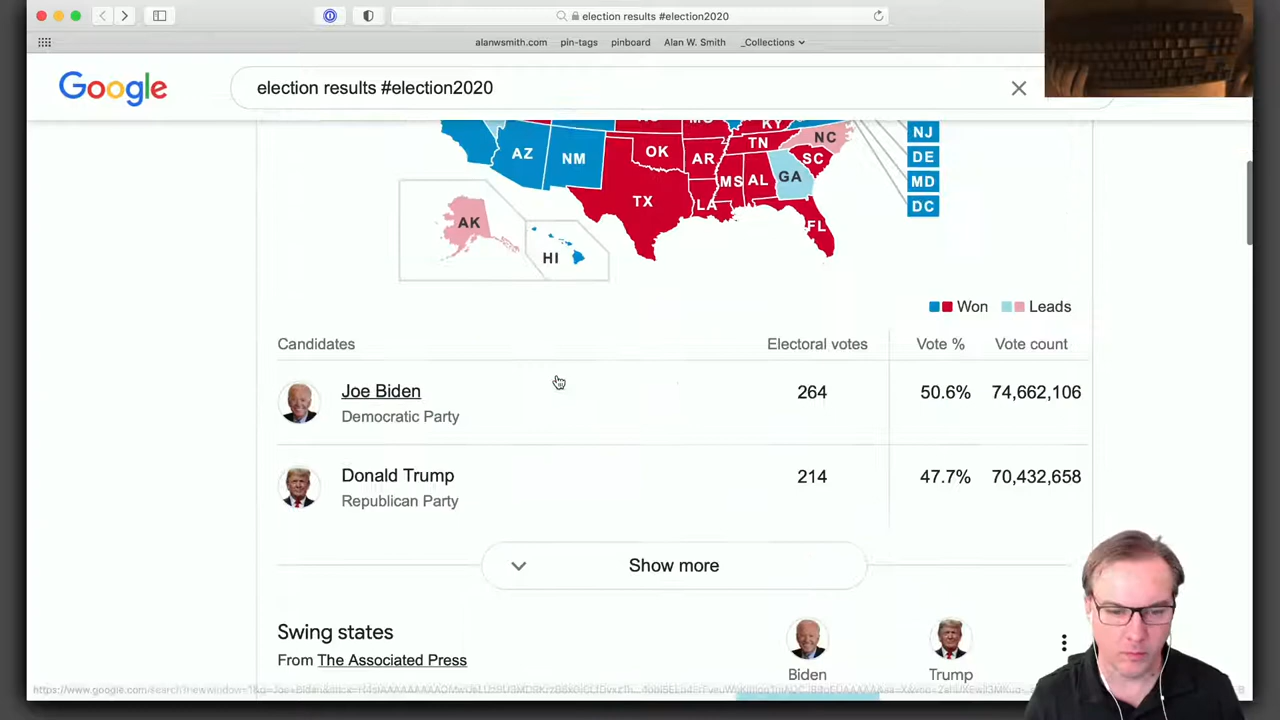 election results #election2020
alanwsmith.com pin-tags pinboard Alan W. Smith _Collections
Google election results #election2020
KY
TN NC
AZ NM OK AR SC
MS AL GA
TX LA
FL
AK
HI
NJ
DE
MD
DC
Won Leads
Candidates Electoral votes Vote % Vote count
Joe Biden 264 50.6% 74,662,106
Democratic Party
Donald Trump 214 47.7% 70,432,658
Republican Party
Show more
Swing states
From The Associated Press
Biden Trump